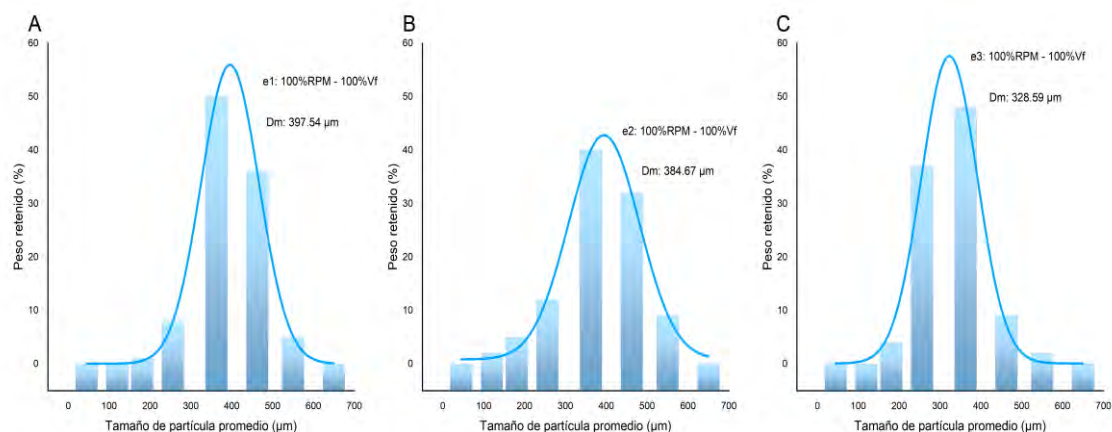 A
60
50
40
30
20
10
0
Peso retenido (%)
e1: 100%RPM - 100%Vf
Dm: 397.54 µm
0 100 200 300 400 500 600 700
Tamaño de partícula promedio (µm)
B
60
50
40
30
20
10
0
Peso retenido (%)
e2: 100%RPM - 100%Vf
Dm: 384.67 µm
0 100 200 300 400 500 600 700
Tamaño de partícula promedio (µm)
C
60
50
40
30
20
10
0
Peso retenido (%)
e3: 100%RPM - 100%Vf
Dm: 328.59 µm
0 100 200 300 400 500 600 700
Tamaño de partícula promedio (µm)